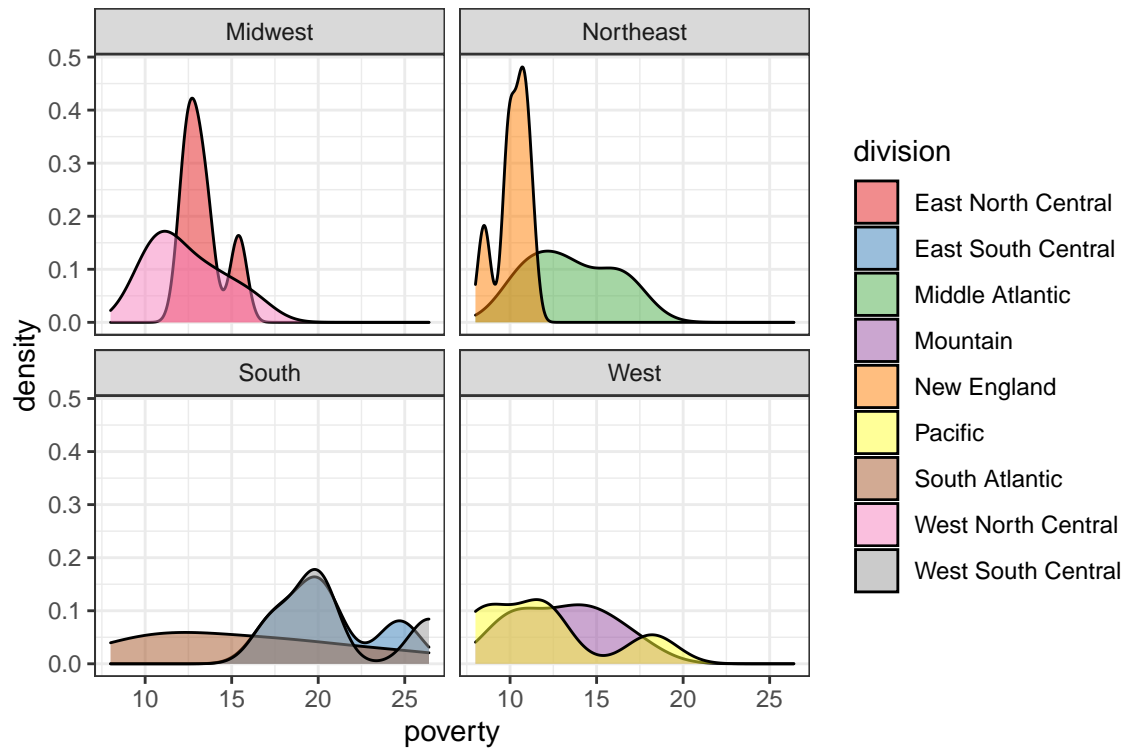 Midwest
Northeast
0.5
0.4
0.3
0.2
0.1
0.0
South
West
0.5
0.4
0.3
0.2
0.1
0.0
10
15
20
25
10
15
20
25
poverty
density
division
East North Central
East South Central
Middle Atlantic
Mountain
New England
Pacific
South Atlantic
West North Central
West South Central